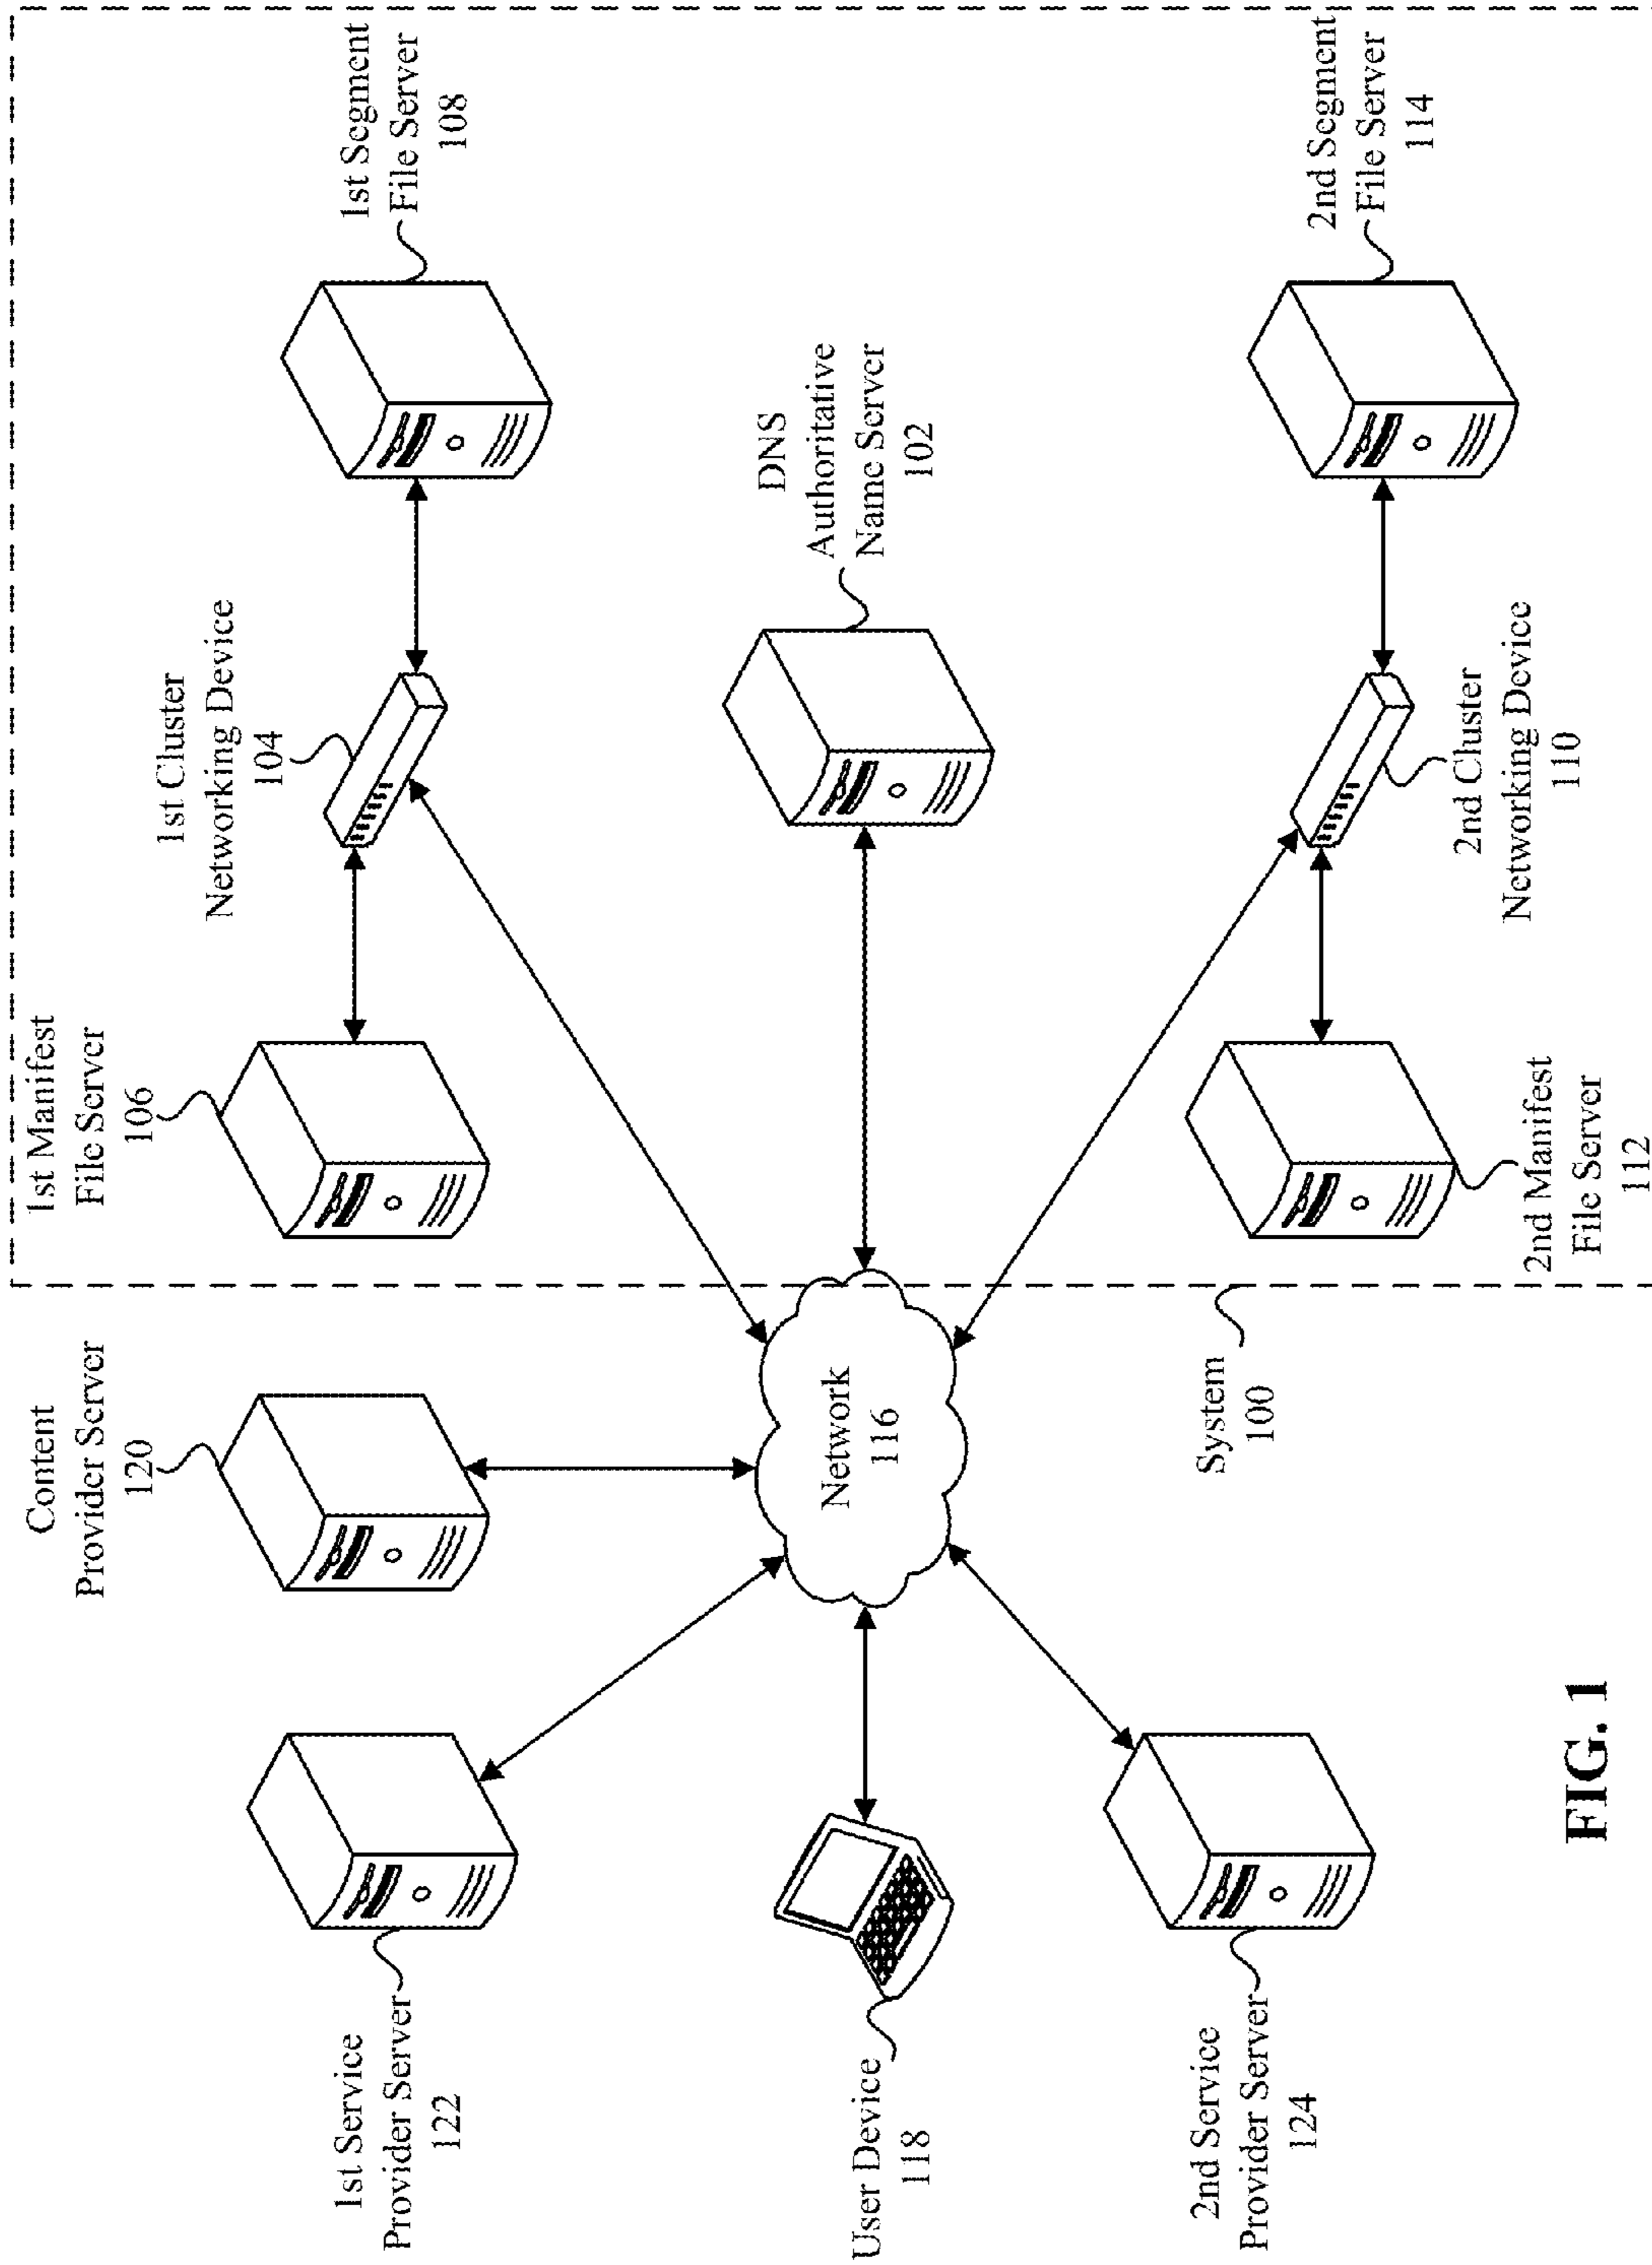 1st Service
Provider Server
122
User Device
118
2nd Service
Provider Server
124
Content
Provider Server
120
Network
116
System
100
1st Manifest
File Server
106
2nd Manifest
File Server
112
1st Cluster
Networking Device
104
2nd Cluster
Networking Device
110
DNS
Authoritative
Name Server
102
1st Segment
File Server
108
2nd Segment
File Server
114
FIG. 1